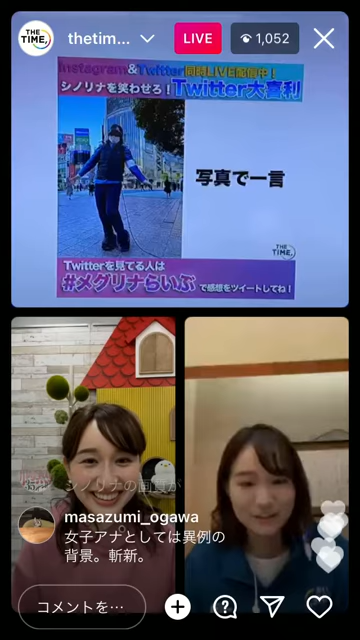 THE TIME,
thetim...
LIVE
1,052
Instagram&Twitter同時LIVE配信中！
シノリナを笑わせろ！Twitter大喜利
写真で一言
THE TIME,
Twitterを見てる人は
#メグリナらいぶ で感想をツイートしてね！
シノリナの画質が
masazumi_ogawa
女子アナとしては異例の
背景。斬新。
コメントを…